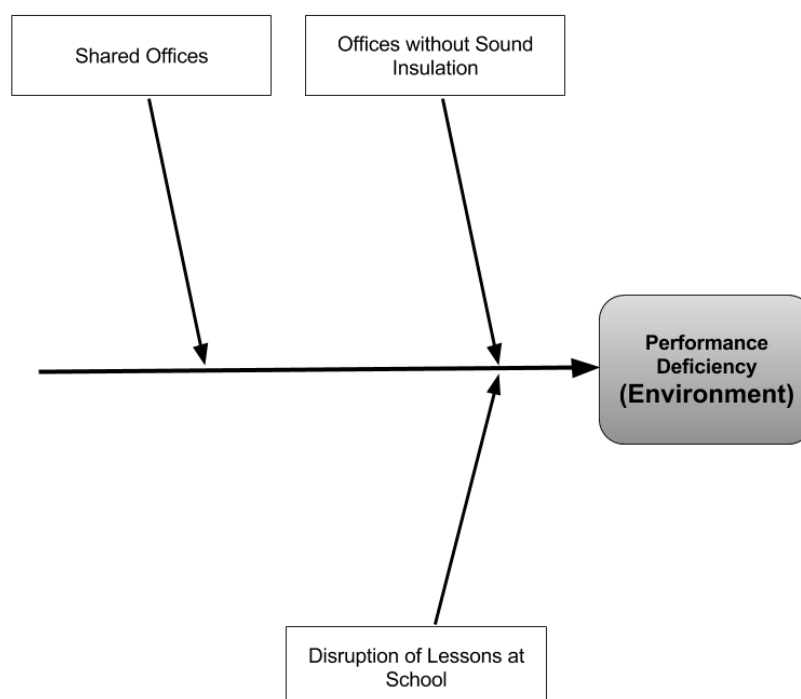 Shared Offices
Offices without Sound
Insulation
Performance
Deficiency
(Environment)
Disruption of Lessons at
School